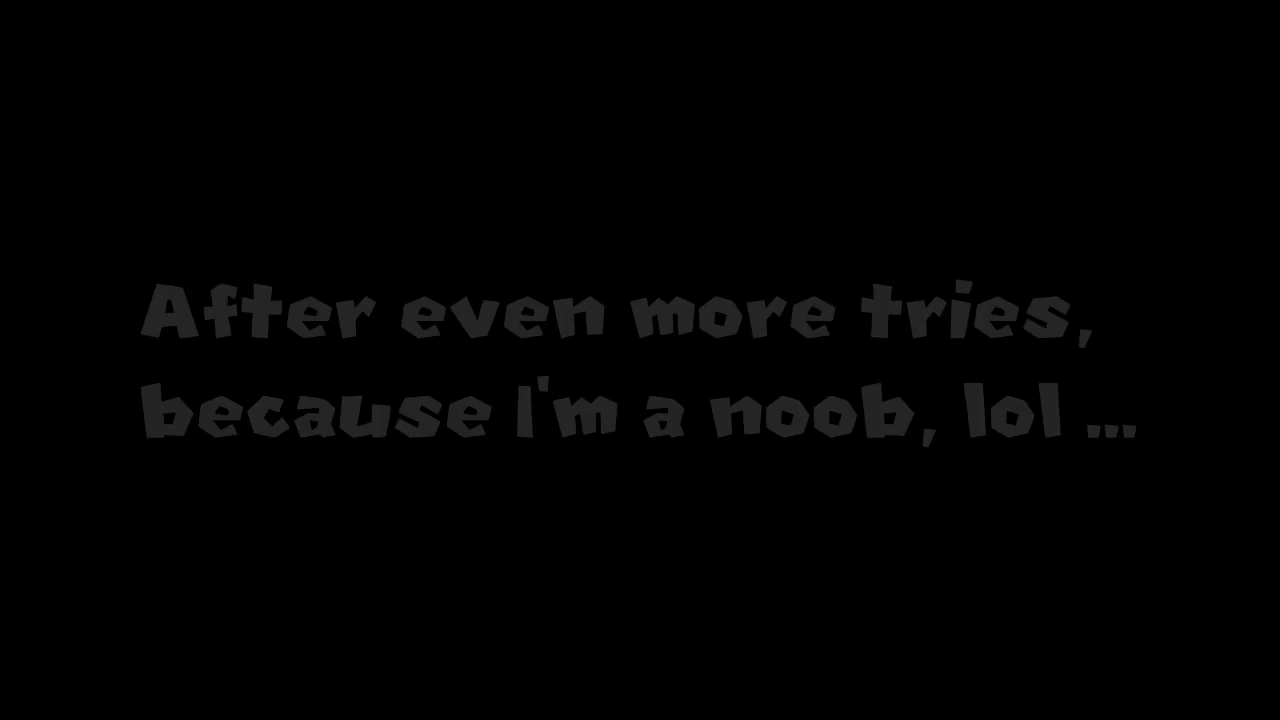 After even more tries,
because I'm a noob, lol ...